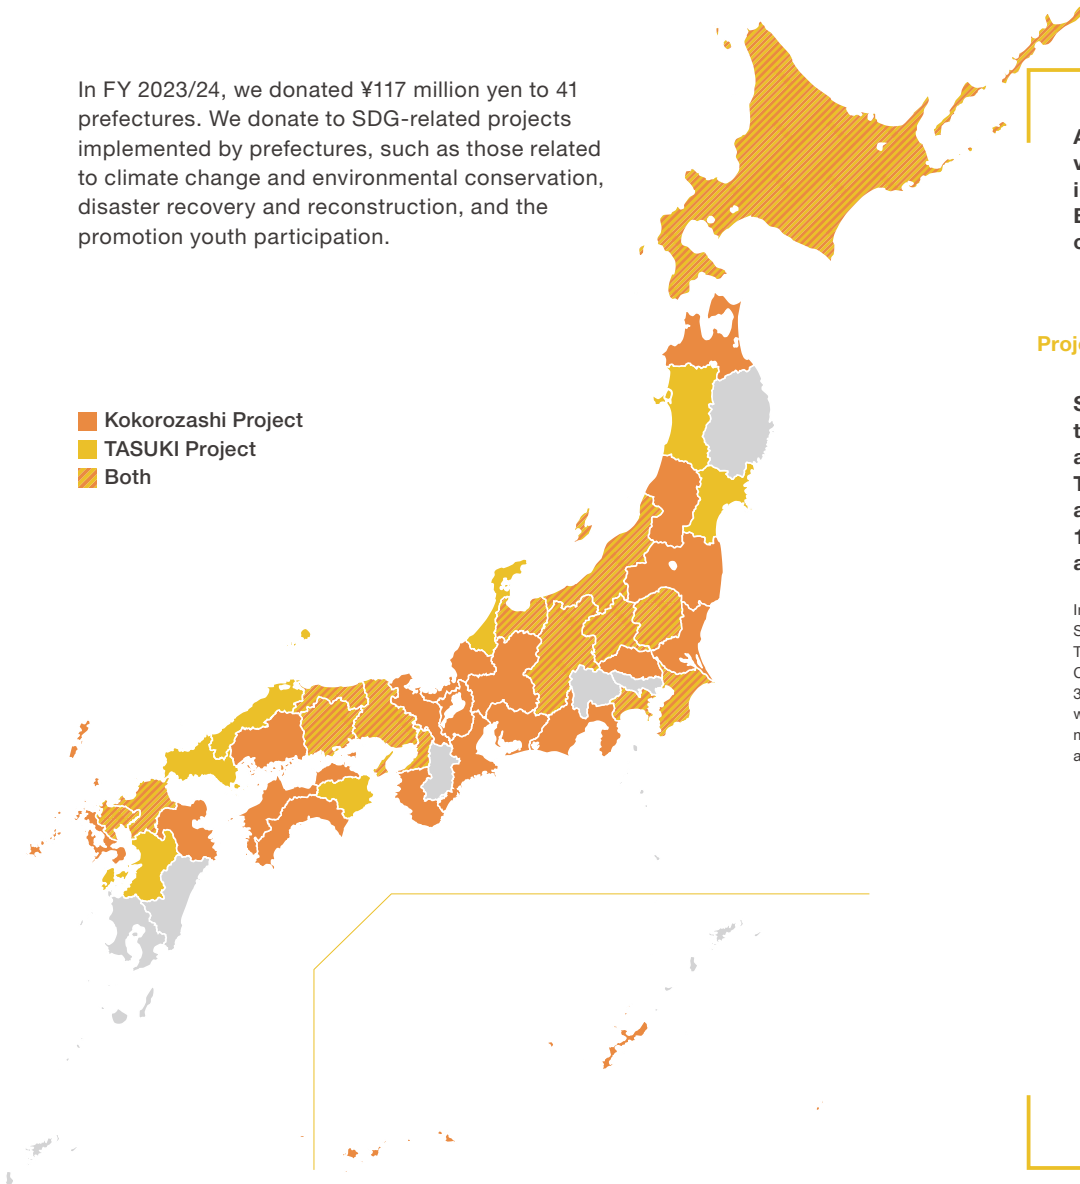 In FY 2023/24, we donated ¥117 million yen to 41
prefectures. We donate to SDG-related projects
implemented by prefectures, such as those related
to climate change and environmental conservation,
disaster recovery and reconstruction, and the
promotion youth participation.
Kokorozashi Project
TASUKI Project
Both